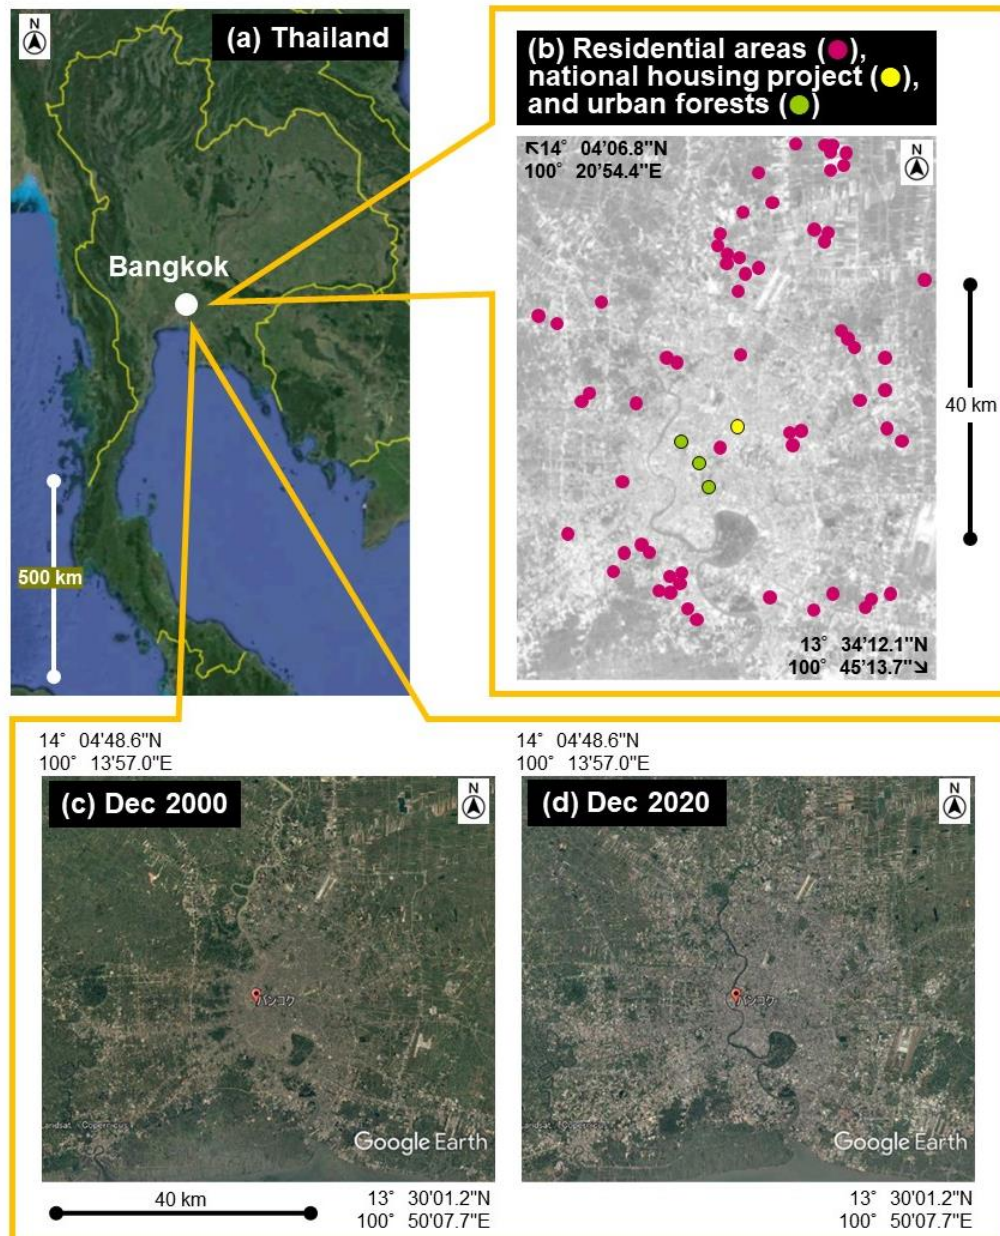 N
(a) Thailand
Bangkok
500 km
(b) Residential areas (●),
national housing project (●),
and urban forests (●)
↖14° 04'06.8"N
100° 20'54.4"E
N
40 km
13° 34'12.1"N
100° 45'13.7"↘
14° 04'48.6"N
100° 13'57.0"E
(c) Dec 2000
N
バンコク
Landsat / Copernicus
Google Earth
40 km
13° 30'01.2"N
100° 50'07.7"E
14° 04'48.6"N
100° 13'57.0"E
(d) Dec 2020
N
バンコク
Landsat / Copernicus
Google Earth
13° 30'01.2"N
100° 50'07.7"E